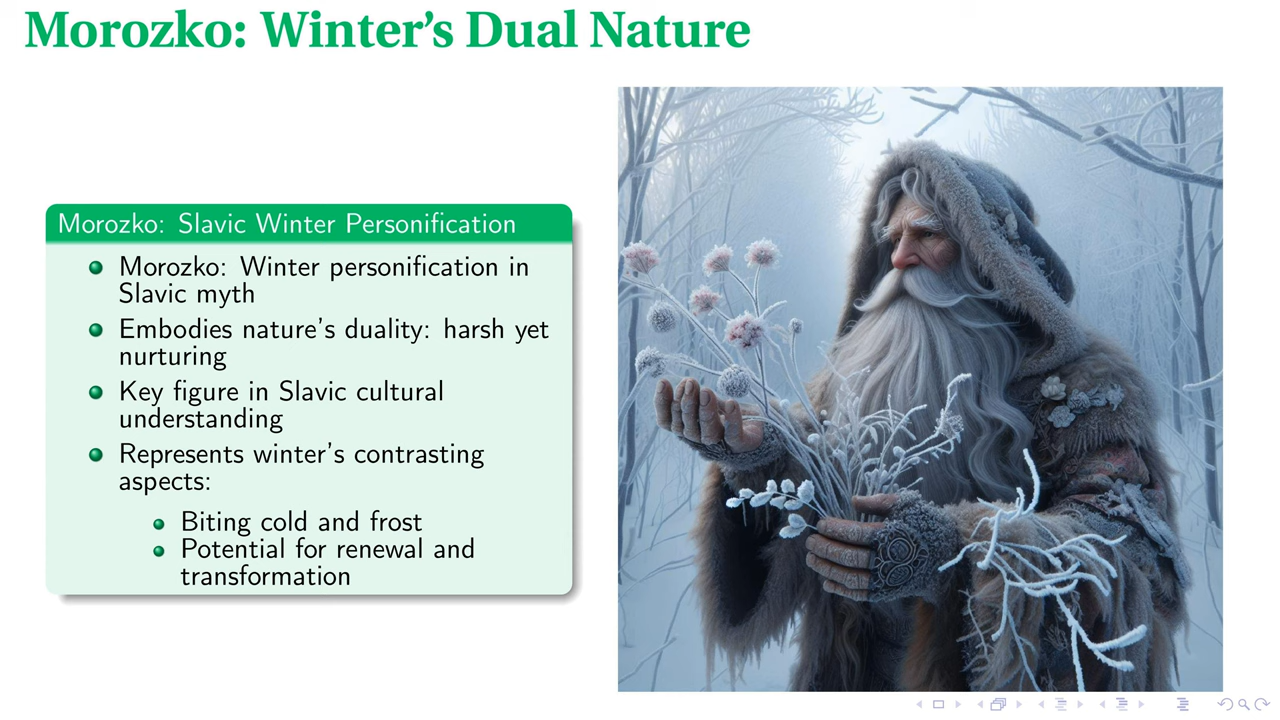 Morozko: Winter's Dual Nature
Morozko: Slavic Winter Personification
Morozko: Winter personification in
Slavic myth
Embodies nature's duality: harsh yet
nurturing
Key figure in Slavic cultural
understanding
Represents winter's contrasting
aspects:
Biting cold and frost
Potential for renewal and
transformation